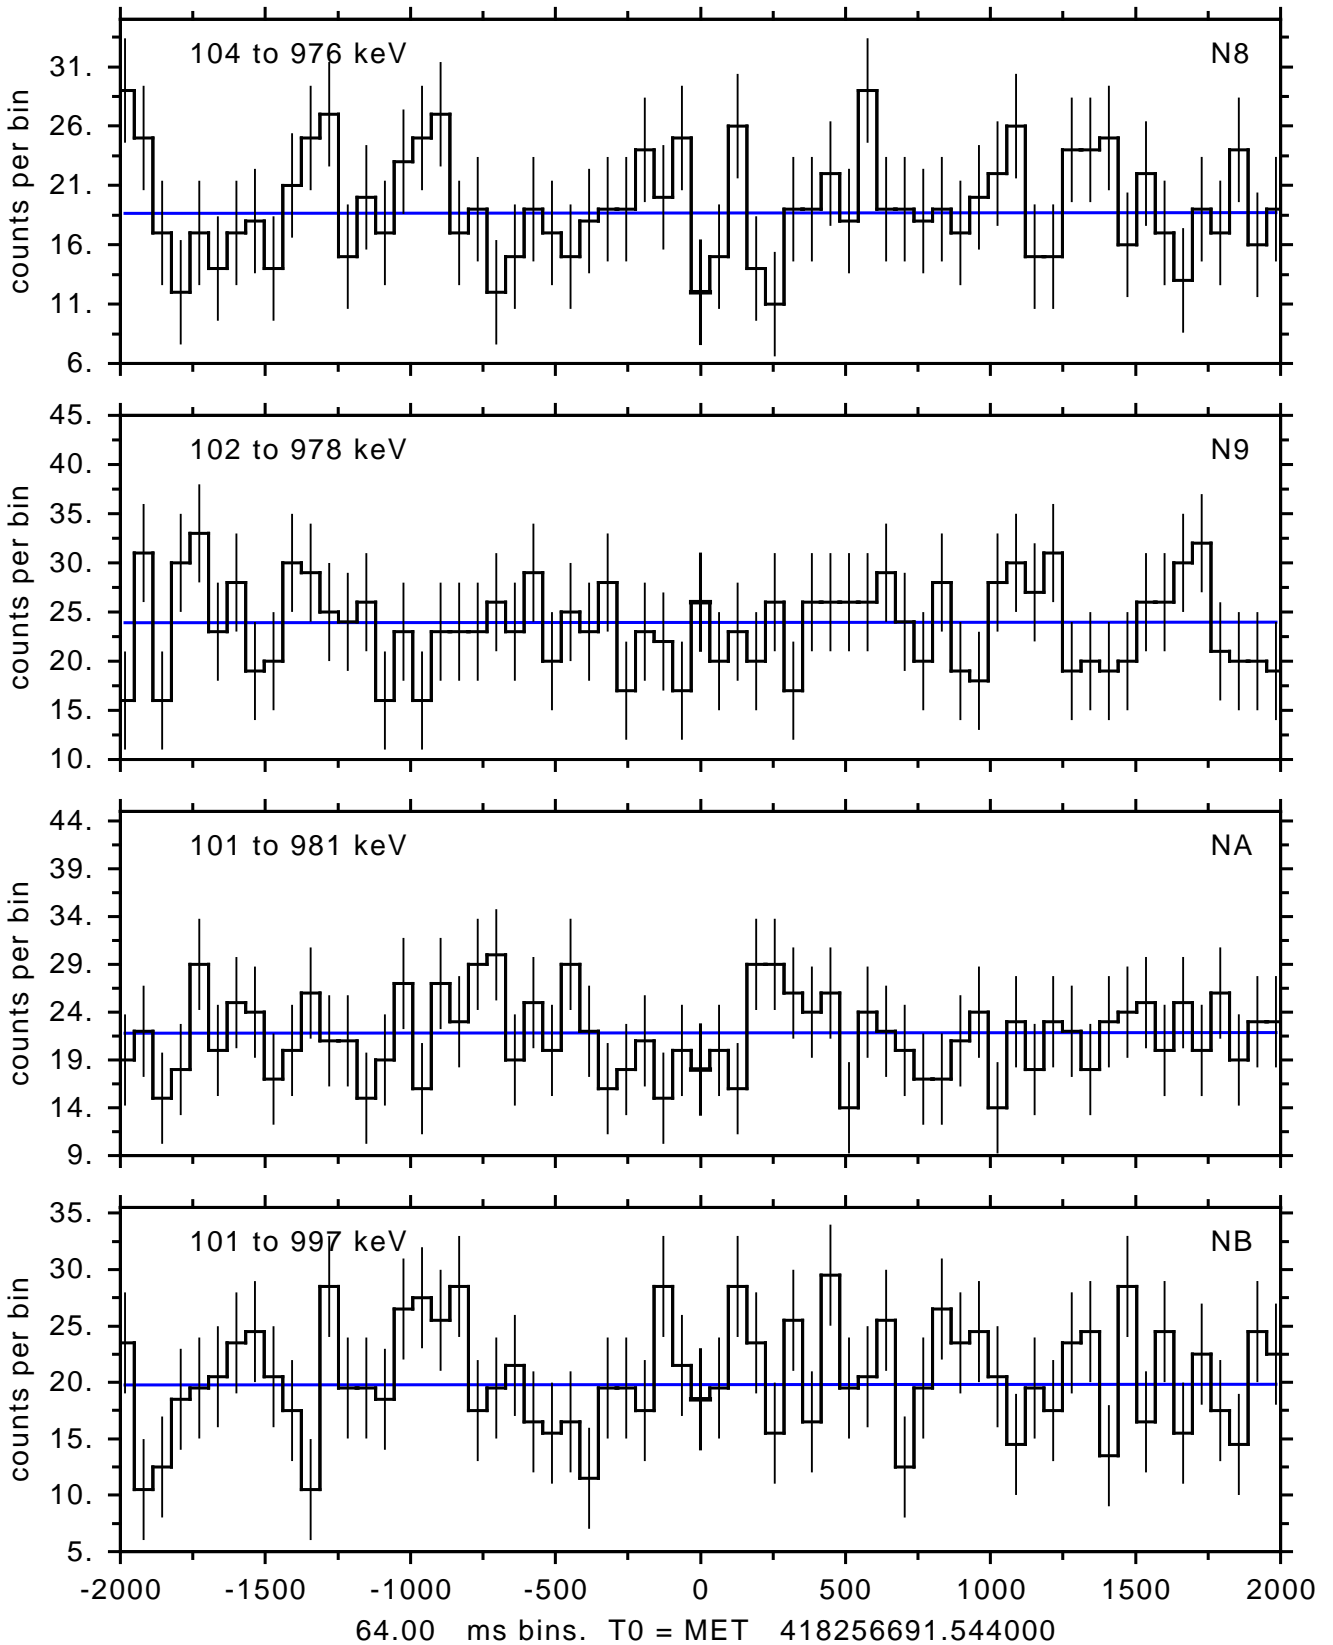 104 to 976 keV N8
31.
26.
21.
16.
11.
6.
counts per bin
102 to 978 keV N9
45.
40.
35.
30.
25.
20.
15.
10.
counts per bin
101 to 981 keV NA
44.
39.
34.
29.
24.
19.
14.
9.
counts per bin
101 to 997 keV NB
35.
30.
25.
20.
15.
10.
5.
counts per bin
-2000 -1500 -1000 -500 0 500 1000 1500 2000
64.00 ms bins. T0 = MET 418256691.544000